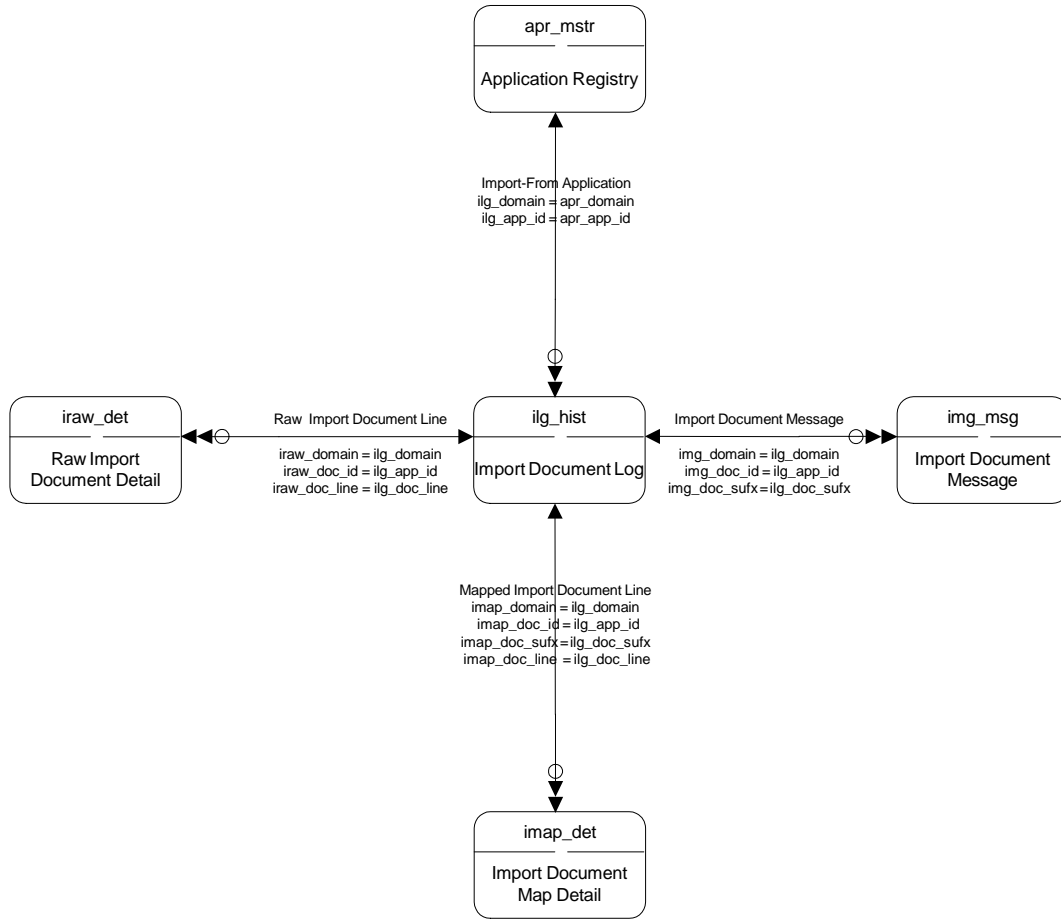 apr_mstr
Application Registry
Import-From Application
ilg_domain = apr_domain
ilg_app_id = apr_app_id
iraw_det
Raw Import
Document Detail
Raw Import Document Line
iraw_domain = ilg_domain
iraw_doc_id = ilg_app_id
iraw_doc_line = ilg_doc_line
ilg_hist
Import Document Log
Import Document Message
img_domain = ilg_domain
img_doc_id = ilg_app_id
img_doc_sufx = ilg_doc_sufx
img_msg
Import Document
Message
Mapped Import Document Line
imap_domain = ilg_domain
imap_doc_id = ilg_app_id
imap_doc_sufx = ilg_doc_sufx
imap_doc_line = ilg_doc_line
imap_det
Import Document
Map Detail